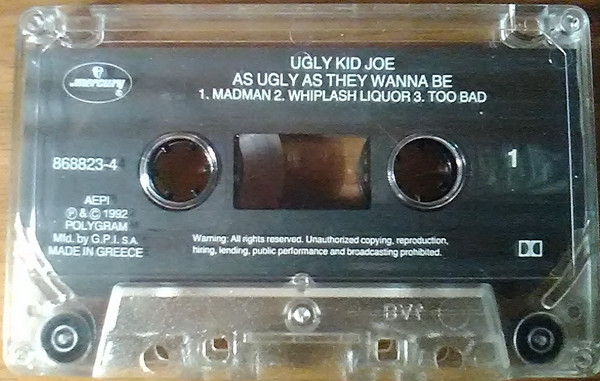 UGLY KID JOE
AS UGLY AS THEY WANNA BE
1. MADMAN 2. WHIPLASH LIQUOR 3. TOO BAD
mercury
868823-4
1
AEPI
Ⓟ & © 1992
POLYGRAM
Mfd. by G.P.I. S.A.
MADE IN GREECE
Warning: All rights reserved. Unauthorized copying, reproduction,
hiring, lending, public performance and broadcasting prohibited.